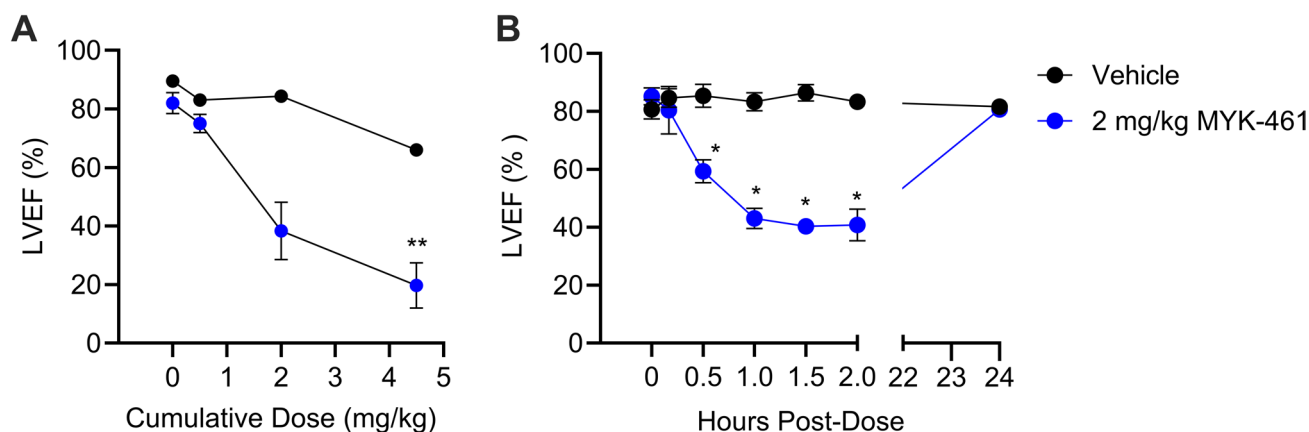 A
LVEF (%)
100
80
60
40
20
0
**
0 1 2 3 4 5
Cumulative Dose (mg/kg)
B
LVEF (% )
100
80
60
40
20
0
*
*
*
*
0 0.5 1.0 1.5 2.0 22 23 24
Hours Post-Dose
Vehicle
2 mg/kg MYK-461